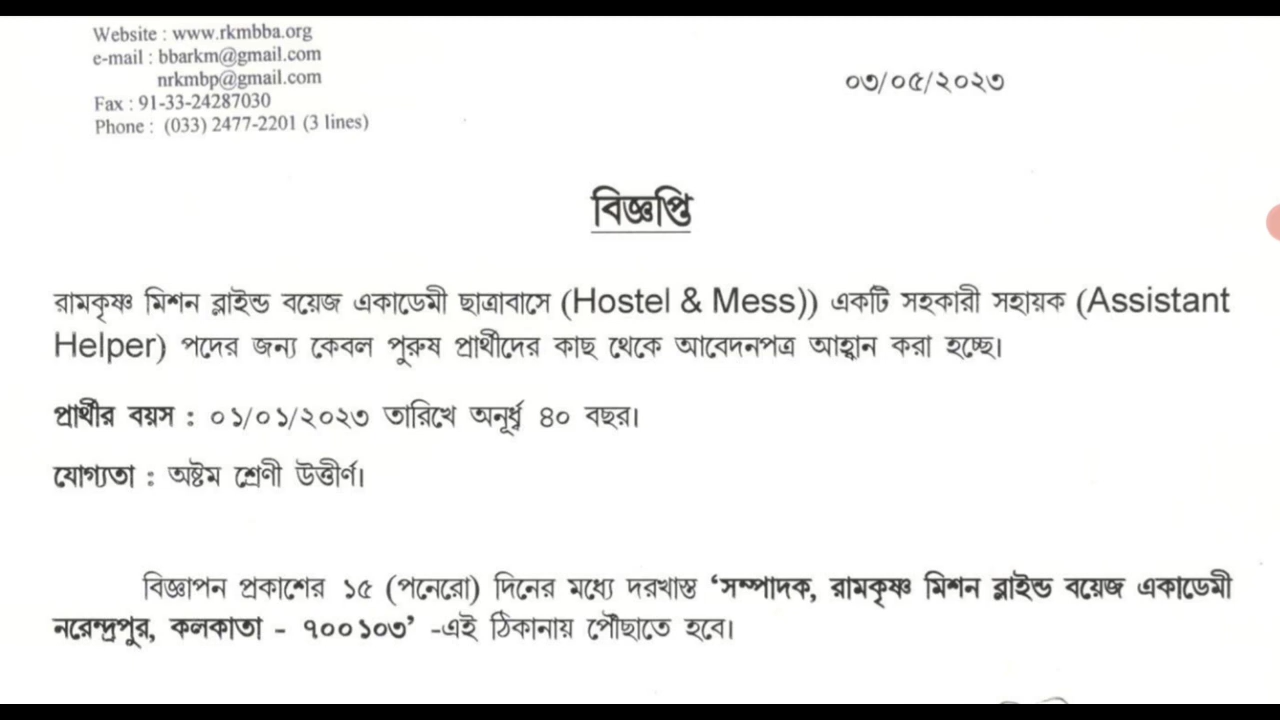 Website : www.rkmbba.org
e-mail : bbarkm@gmail.com
nrkmbp@gmail.com
Fax : 91-33-24287030
Phone : (033) 2477-2201 (3 lines)
০৩/০৫/২০২৩
বিজ্ঞপ্তি
রামকৃষ্ণ মিশন ব্লাইন্ড বয়েজ একাডেমী ছাত্রাবাসে (Hostel & Mess)) একটি সহকারী সহায়ক (Assistant
Helper) পদের জন্য কেবল পুরুষ প্রার্থীদের কাছ থেকে আবেদনপত্র আহ্বান করা হচ্ছে।
প্রার্থীর বয়স : ০১/০১/২০২৩ তারিখে অনূর্ধ্ব ৪০ বছর।
যোগ্যতা : অষ্টম শ্রেণী উত্তীর্ণ।
বিজ্ঞাপন প্রকাশের ১৫ (পনেরো) দিনের মধ্যে দরখাস্ত ‘সম্পাদক, রামকৃষ্ণ মিশন ব্লাইন্ড বয়েজ একাডেমী
নরেন্দ্রপুর, কলকাতা - ৭০০১০৩’ -এই ঠিকানায় পৌছাতে হবে।